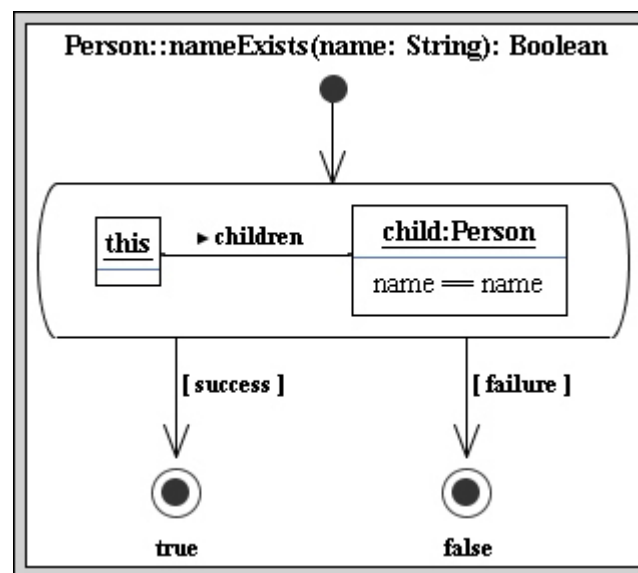 Person::nameExists(name: String): Boolean
this
▸ children
child:Person
name == name
[ success ]
[ failure ]
true
false